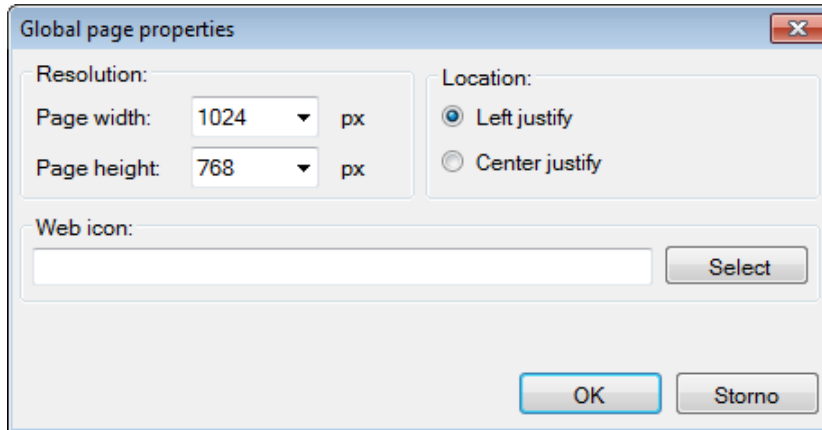 Global page properties
Resolution:
Page width: 1024 px
Page height: 768 px
Location:
Left justify
Center justify
Web icon:
Select
OK Storno